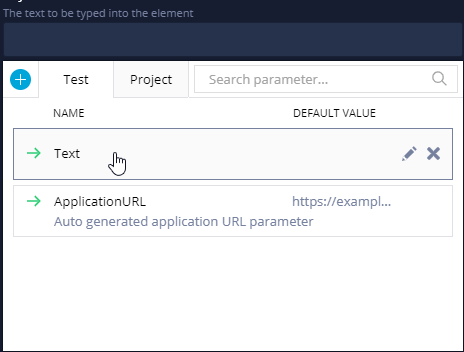 The text to be typed into the element
Test
Project
Search parameter...
NAME
DEFAULT VALUE
Text
ApplicationURL
https://exampl...
Auto generated application URL parameter